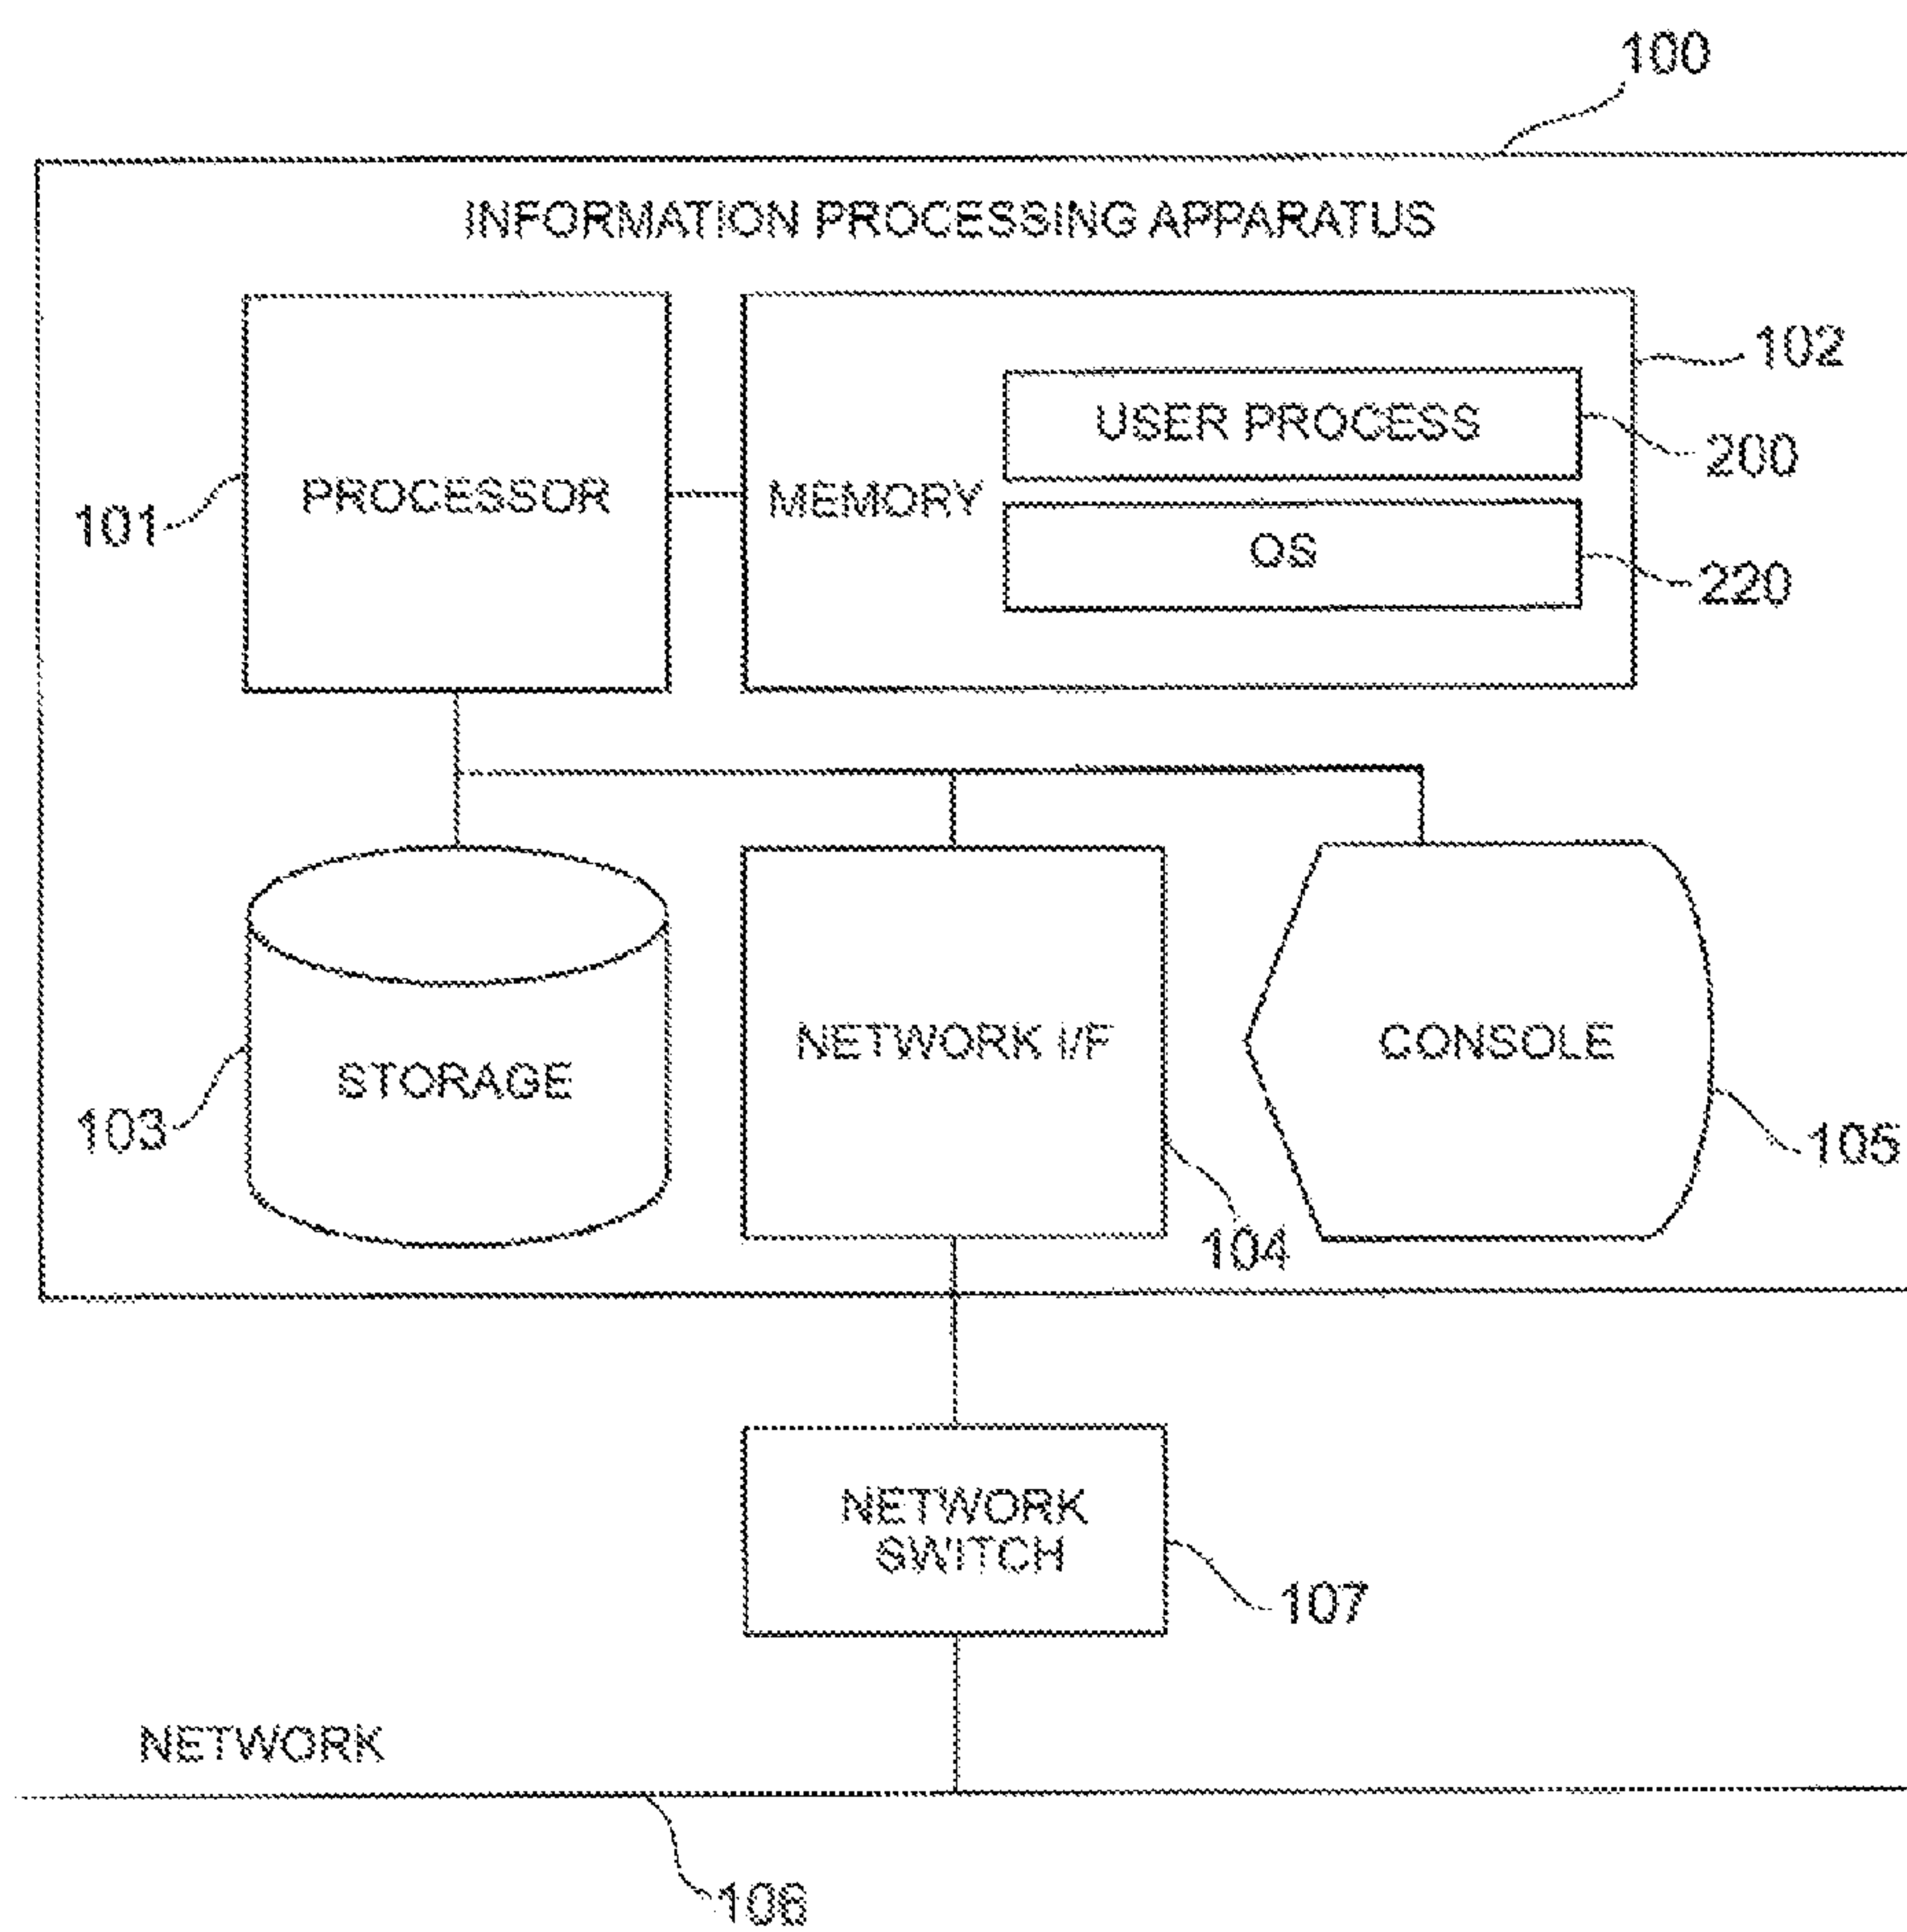 100
INFORMATION PROCESSING APPARATUS
102
USER PROCESS
200
PROCESSOR
MEMORY
101
OS
220
NETWORK I/F
CONSOLE
STORAGE
103
105
104
NETWORK
SWITCH
107
NETWORK
106